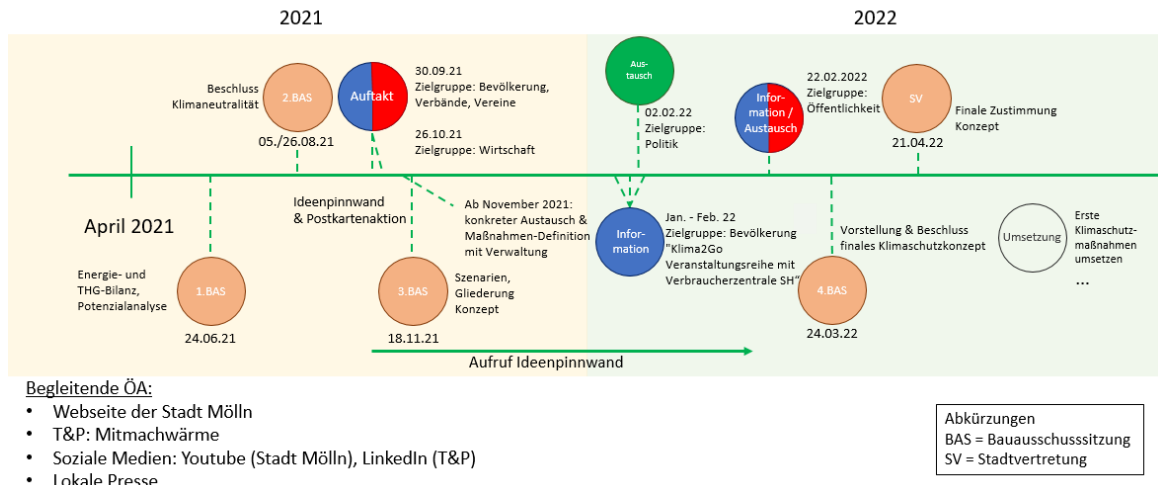 2021
2022
Beschluss
Klimaneutralität
2.BAS
05./26.08.21
Auftakt
30.09.21
Zielgruppe: Bevölkerung,
Verbände, Vereine
26.10.21
Zielgruppe: Wirtschaft
Aus-
tausch
02.02.22
Zielgruppe:
Politik
Infor-
mation /
Austausch
22.02.2022
Zielgruppe:
Öffentlichkeit
SV
21.04.22
Finale Zustimmung
Konzept
April 2021
Energie- und
THG-Bilanz,
Potenzialanalyse
1.BAS
24.06.21
Ideenpinnwand
& Postkartenaktion
3.BAS
18.11.21
Ab November 2021:
konkreter Austausch &
Maßnahmen-Definition
mit Verwaltung
Szenarien,
Gliederung
Konzept
Infor-
mation
Jan. - Feb. 22
Zielgruppe: Bevölkerung
"Klima2Go
Veranstaltungsreihe mit
Verbraucherzentrale SH“
Vorstellung & Beschluss
finales Klimaschutzkonzept
4.BAS
24.03.22
Umsetzung
Erste
Klimaschutz-
maßnahmen
umsetzen
...
Aufruf Ideenpinnwand
Begleitende ÖA:
• Webseite der Stadt Mölln
• T&P: Mitmachwärme
• Soziale Medien: Youtube (Stadt Mölln), LinkedIn (T&P)
• Lokale Presse
Abkürzungen
BAS = Bauausschusssitzung
SV = Stadtvertretung